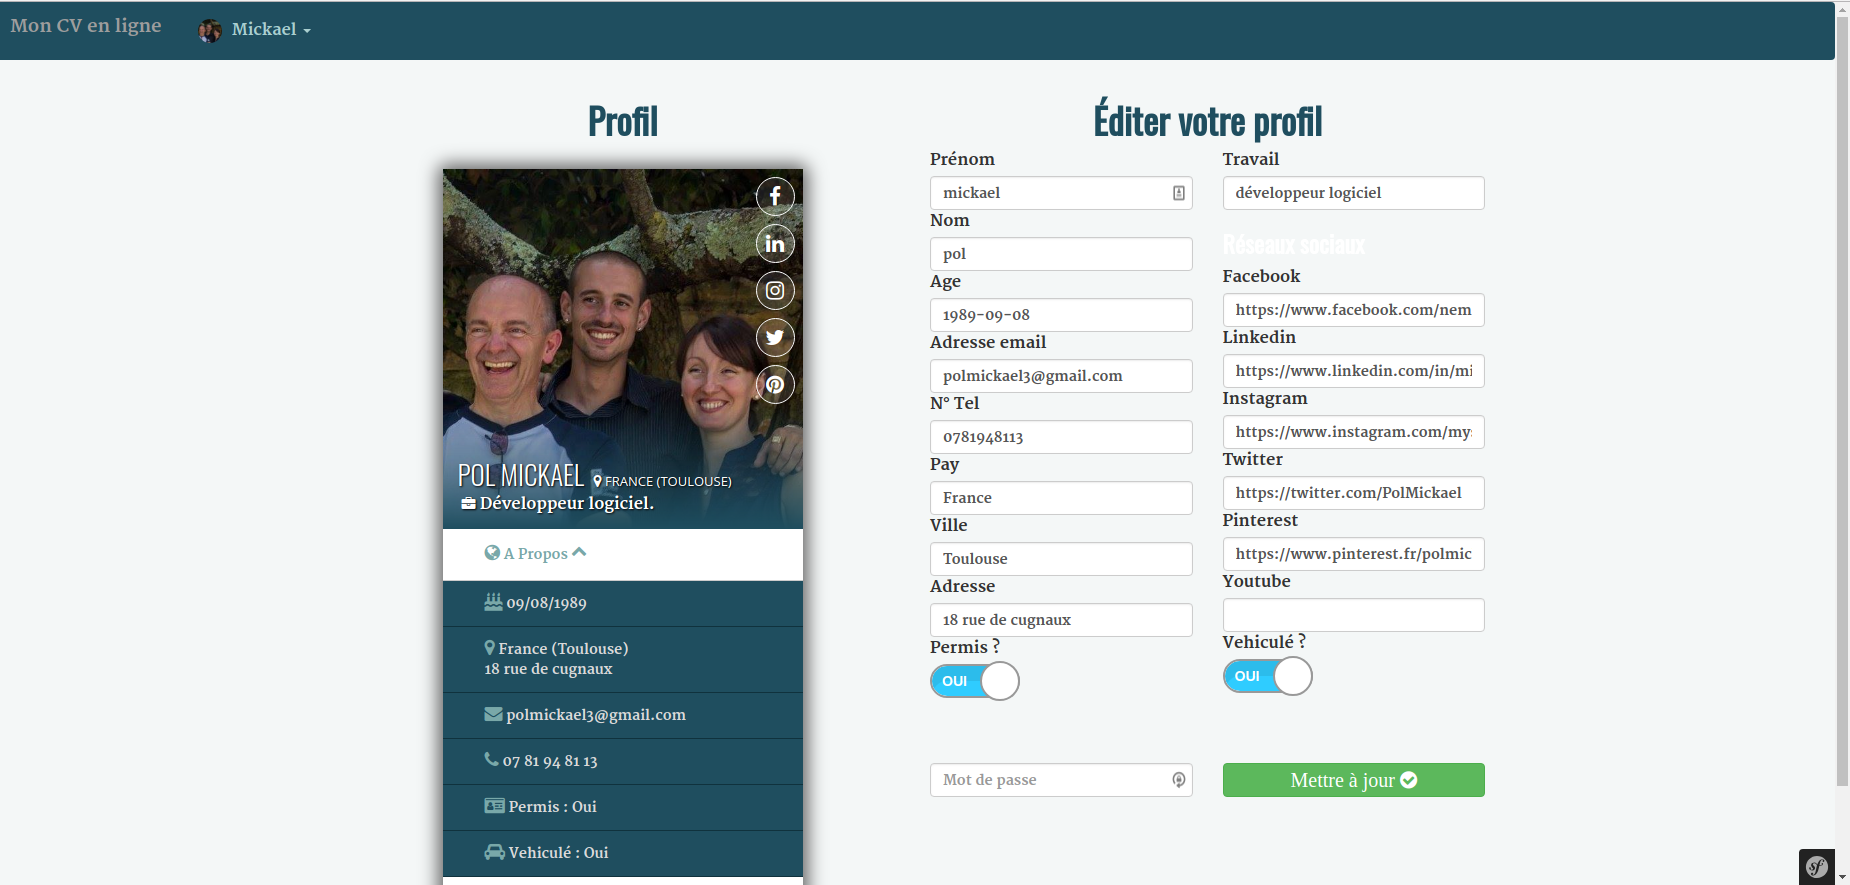 Mon CV en ligne
Mickael
Profil
POL MICKAEL FRANCE (TOULOUSE)
Développeur logiciel.
A Propos
09/08/1989
France (Toulouse)
18 rue de cugnaux
polmickael3@gmail.com
07 81 94 81 13
Permis : Oui
Vehiculé : Oui
Éditer votre profil
Prénom
mickael
Nom
pol
Age
1989-09-08
Adresse email
polmickael3@gmail.com
N° Tel
0781948113
Pay
France
Ville
Toulouse
Adresse
18 rue de cugnaux
Permis ?
OUI
Mot de passe
Travail
développeur logiciel
Réseaux sociaux
Facebook
https://www.facebook.com/nem
Linkedin
https://www.linkedin.com/in/mi
Instagram
https://www.instagram.com/my
Twitter
https://twitter.com/PolMickael
Pinterest
https://www.pinterest.fr/polmic
Youtube
Vehiculé ?
OUI
Mettre à jour
sf